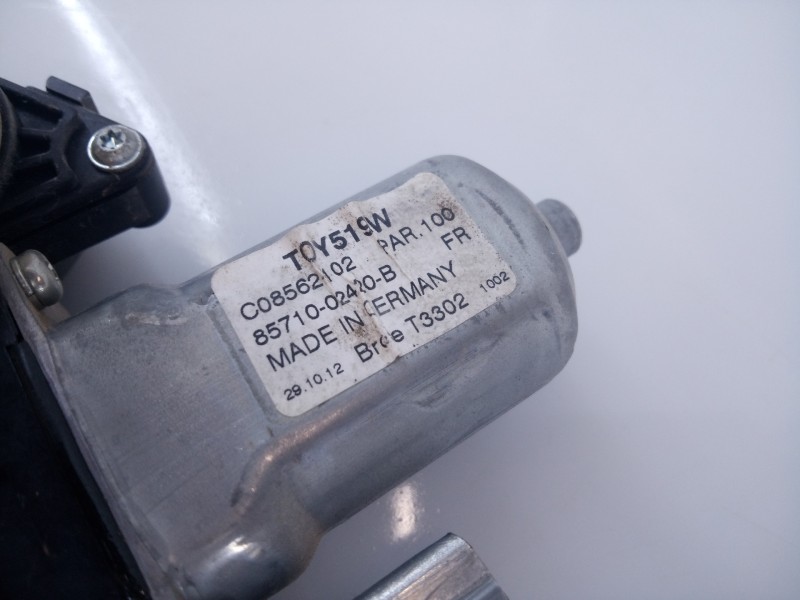 TOY519W
C08562102 PAR.100
85710-02420-B FR
MADE IN GERMANY
Brose T3302 1002
29.10.12